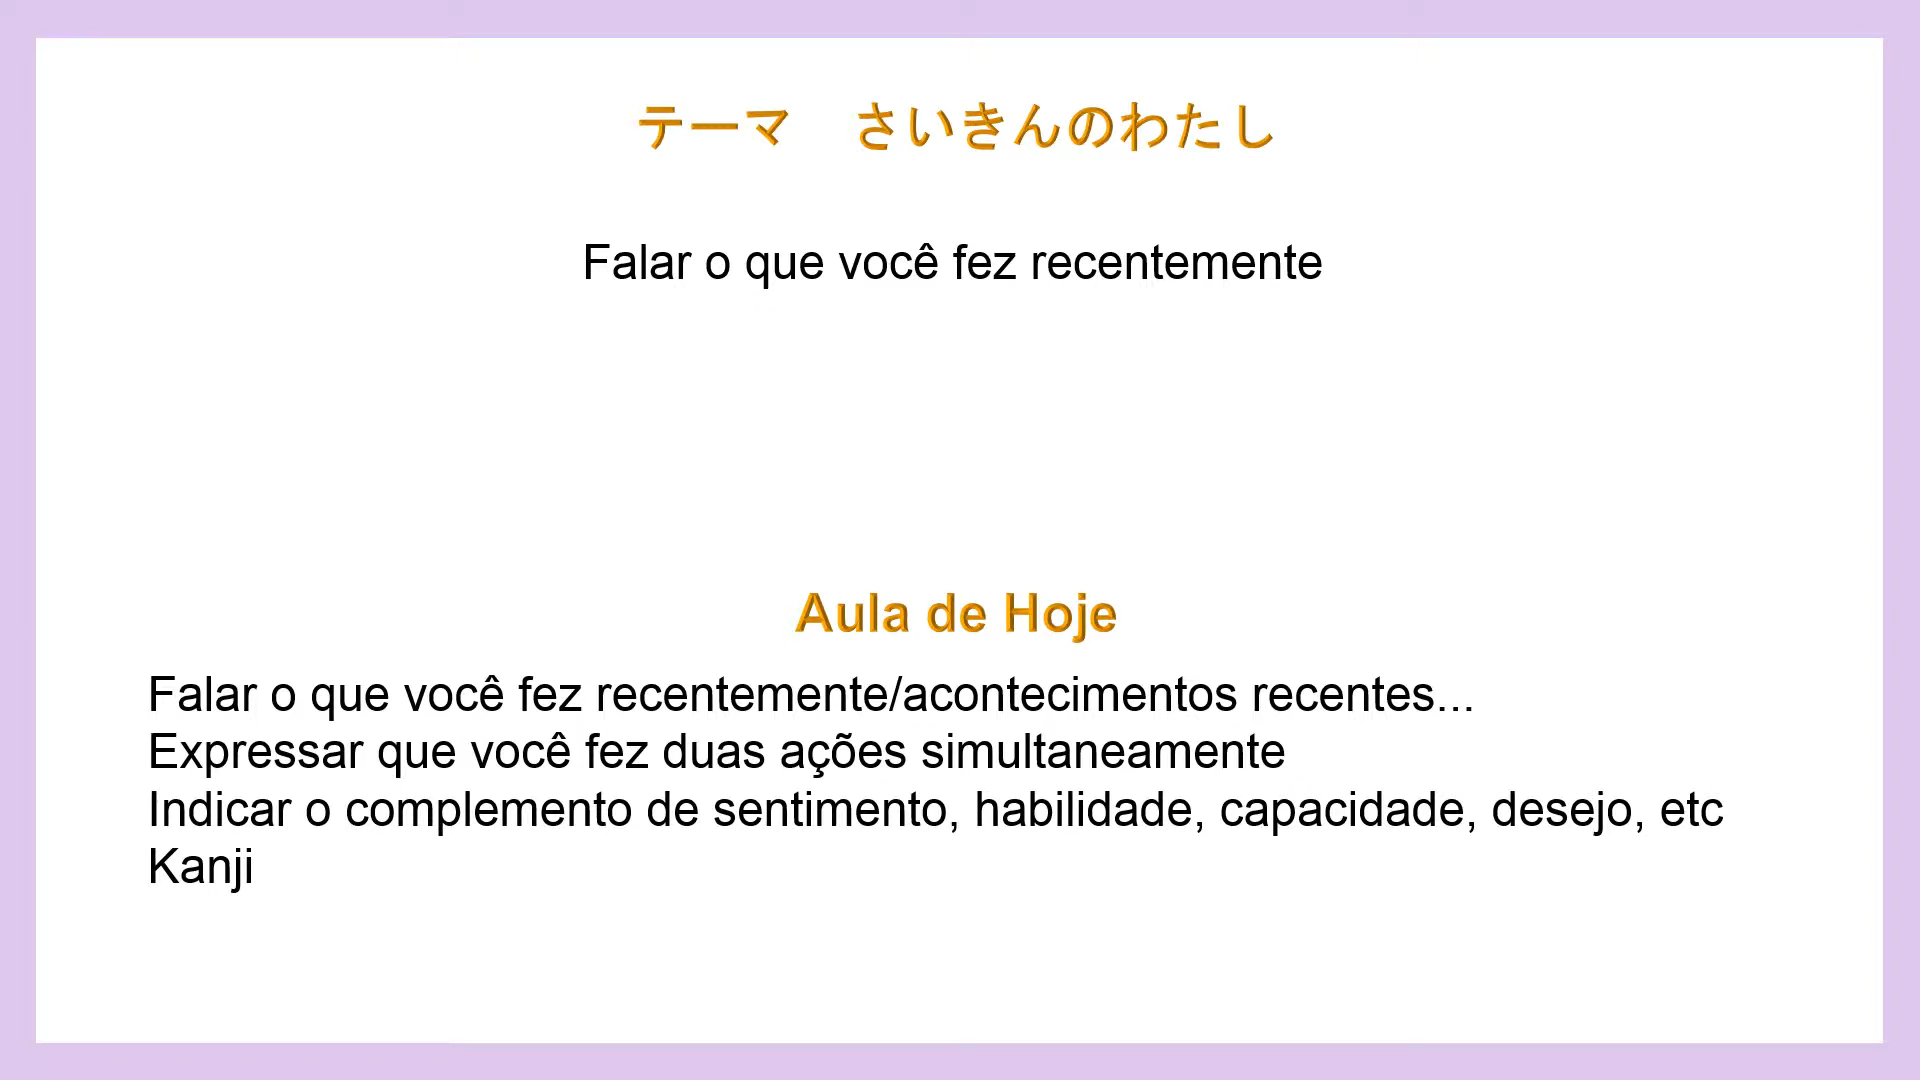 テーマ　さいきんのわたし
Falar o que você fez recentemente
Aula de Hoje
Falar o que você fez recentemente/acontecimentos recentes...
Expressar que você fez duas ações simultaneamente
Indicar o complemento de sentimento, habilidade, capacidade, desejo, etc
Kanji